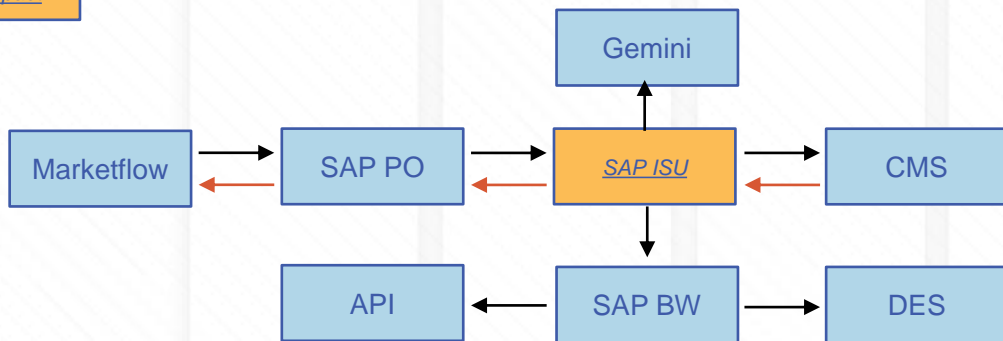 Gemini
Marketflow
SAP PO
SAP ISU
CMS
API
SAP BW
DES